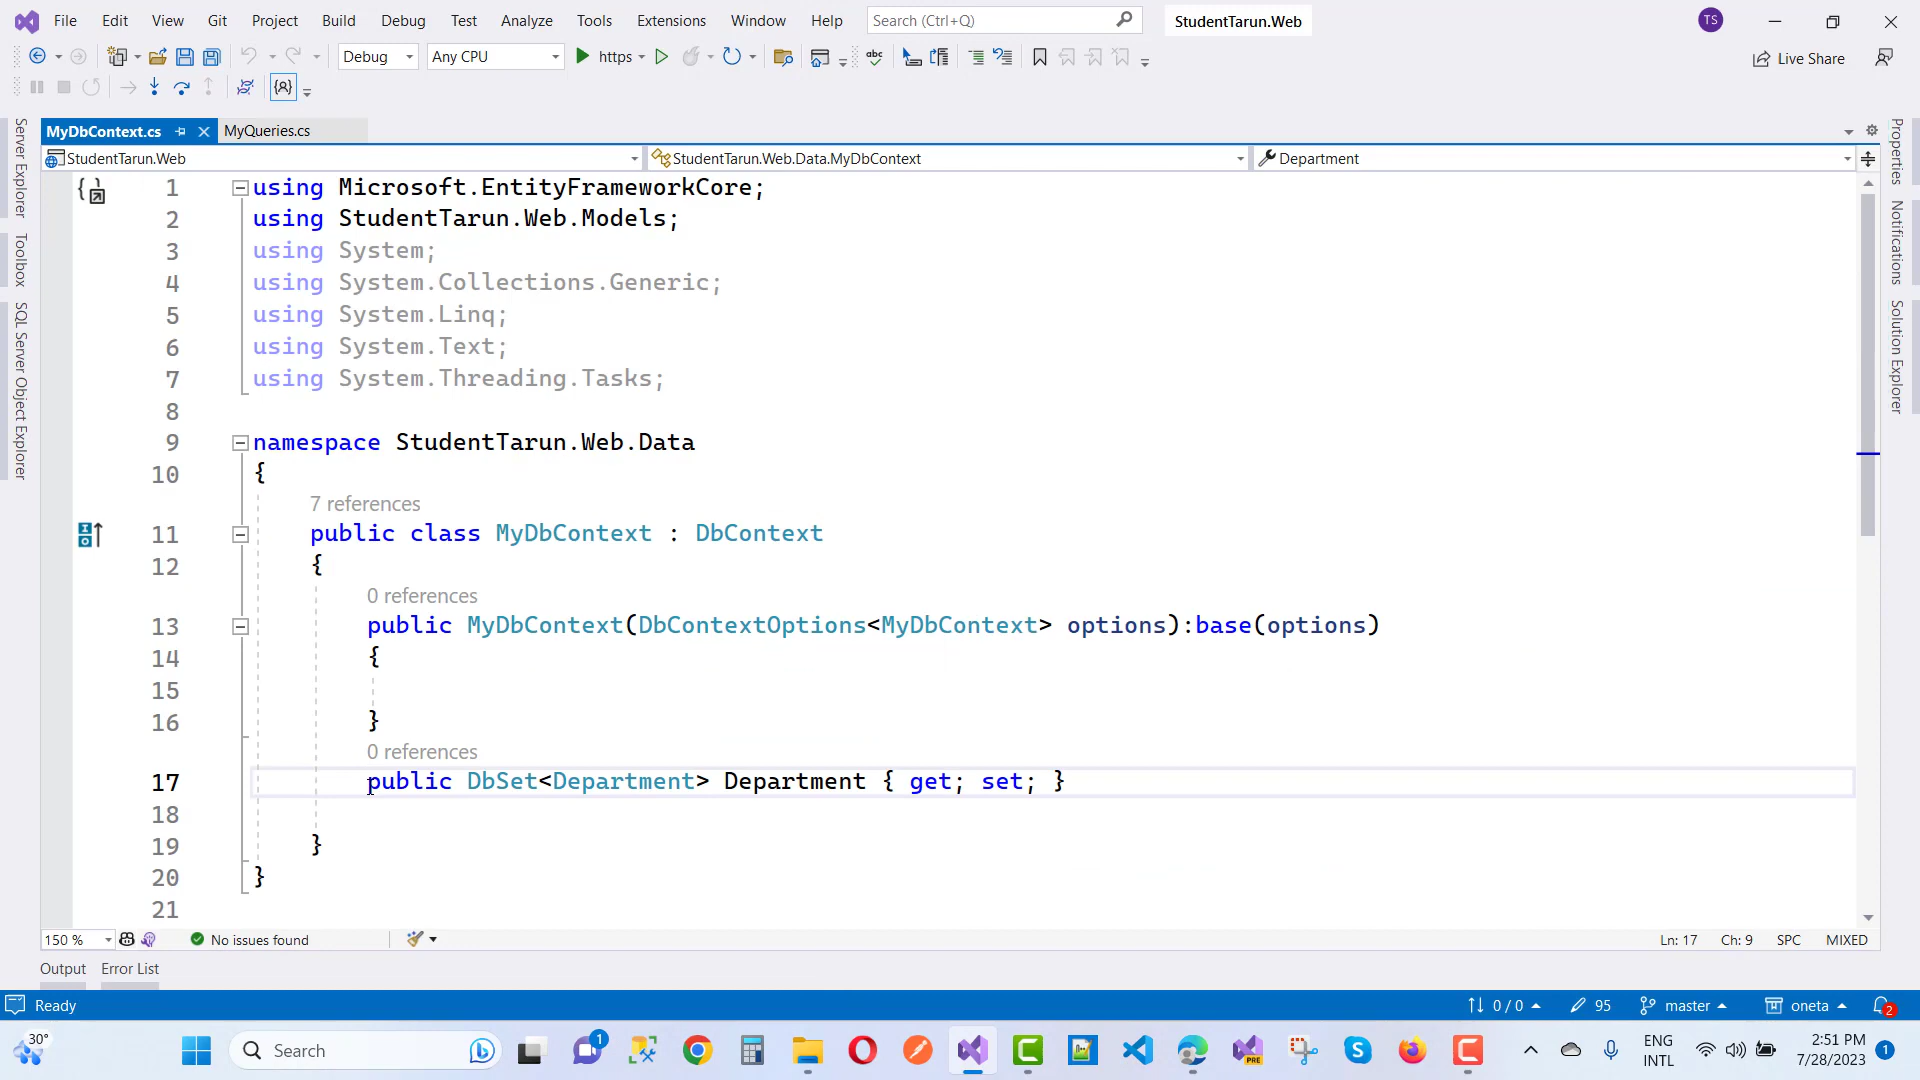 File Edit View Git Project Build Debug Test Analyze Tools Extensions Window Help Search (Ctrl+Q) StudentTarun.Web TS
Debug Any CPU https Live Share
MyDbContext.cs MyQueries.cs
StudentTarun.Web StudentTarun.Web.Data.MyDbContext Department
Server Explorer
Toolbox
SQL Server Object Explorer
Properties
Notifications
Solution Explorer
1 using Microsoft.EntityFrameworkCore;
2 using StudentTarun.Web.Models;
3 using System;
4 using System.Collections.Generic;
5 using System.Linq;
6 using System.Text;
7 using System.Threading.Tasks;
8
9 namespace StudentTarun.Web.Data
10 {
7 references
11 public class MyDbContext : DbContext
12 {
0 references
13 public MyDbContext(DbContextOptions<MyDbContext> options):base(options)
14 {
15
16 }
0 references
17 public DbSet<Department> Department { get; set; }
18
19 }
20 }
21
150 % No issues found Ln: 17 Ch: 9 SPC MIXED
Output Error List
Ready 0 / 0 95 master oneta 2
30° Search 1 PRE ENG 2:51 PM
INTL 7/28/2023 1